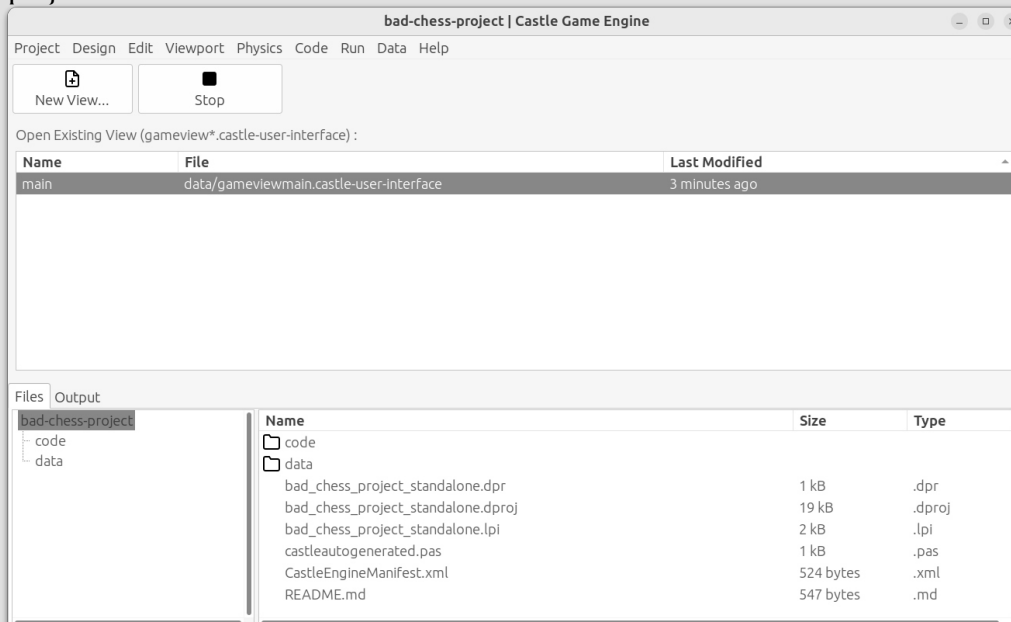 bad-chess-project | Castle Game Engine
Project Design Edit Viewport Physics Code Run Data Help
New View... Stop
Open Existing View (gameview*.castle-user-interface) :
Name File Last Modified
main data/gameviewmain.castle-user-interface 3 minutes ago
Files Output
bad-chess-project
code
data
Name Size Type
code
data
bad_chess_project_standalone.dpr 1 kB .dpr
bad_chess_project_standalone.dproj 19 kB .dproj
bad_chess_project_standalone.lpi 2 kB .lpi
castleautogenerated.pas 1 kB .pas
CastleEngineManifest.xml 524 bytes .xml
README.md 547 bytes .md